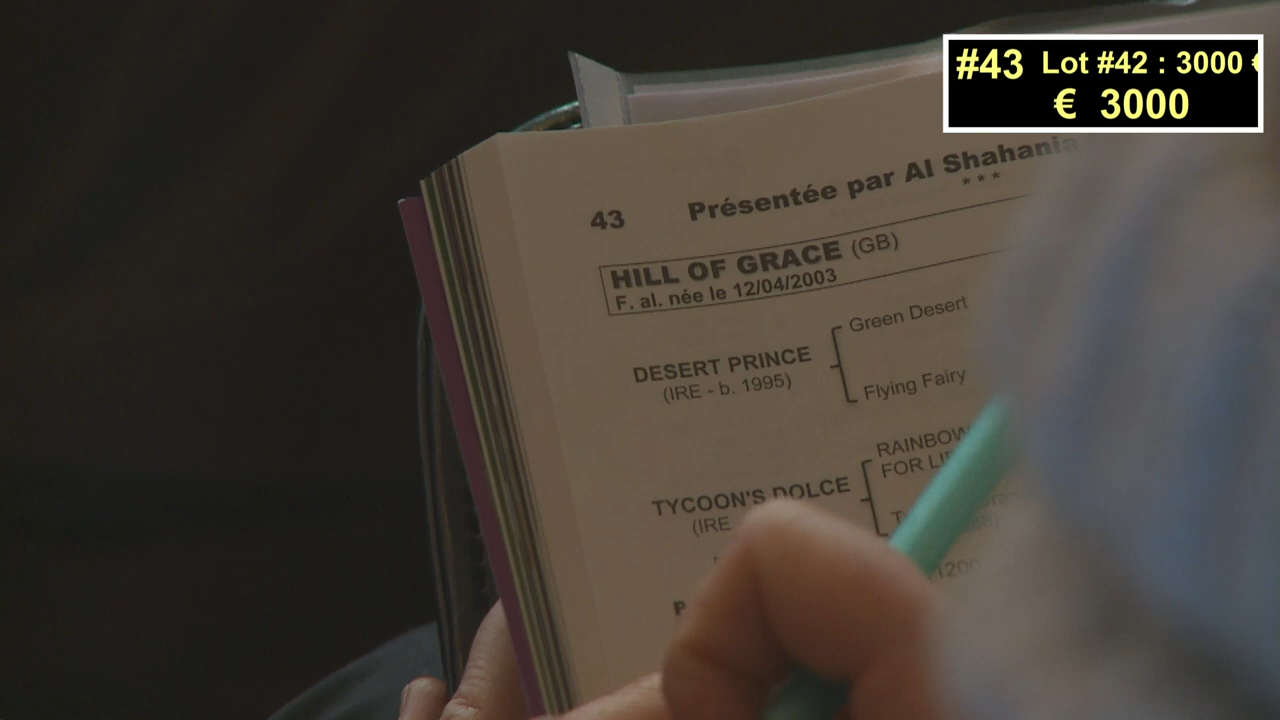 #43 Lot #42 : 3000 €
€ 3000
43 Présentée par Al Shahania
***
HILL OF GRACE (GB)
F. al. née le 12/04/2003
Green Desert
DESERT PRINCE
(IRE - b. 1995)
Flying Fairy
RAINBOW
FOR
TYCOON'S DOLCE
(IRE
1200